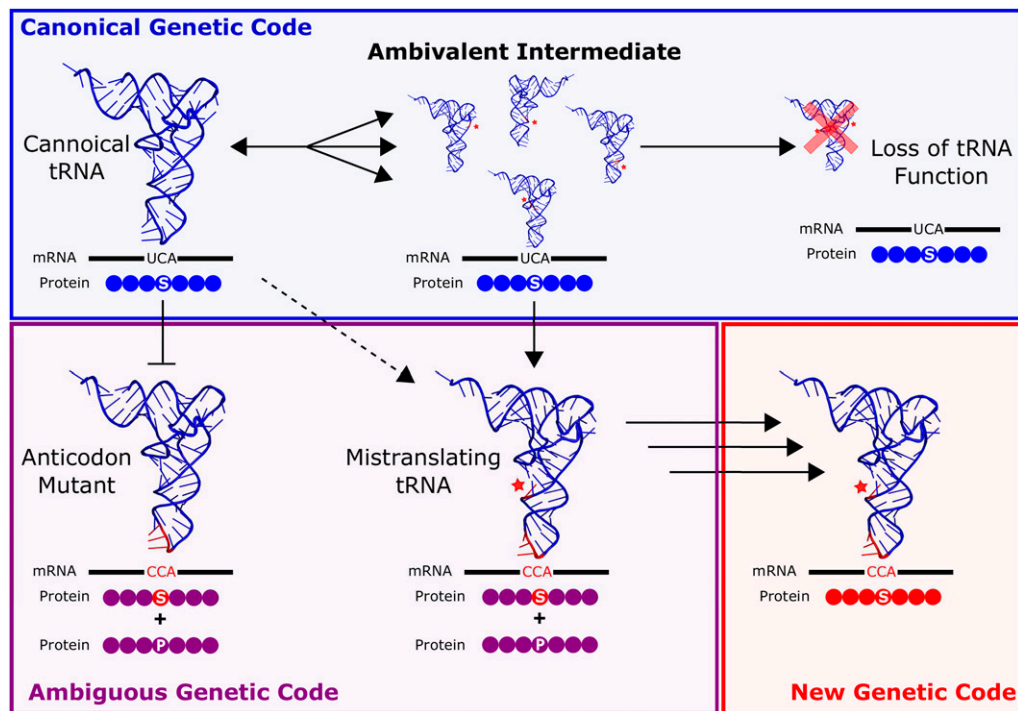 Canonical Genetic Code
Ambivalent Intermediate
Cannoical
tRNA
Loss of tRNA
Function
mRNA
UCA
Protein
S
mRNA
UCA
Protein
S
mRNA
UCA
Protein
S
Anticodon
Mutant
Mistranslating
tRNA
mRNA
CCA
Protein
S
+
Protein
P
mRNA
CCA
Protein
S
+
Protein
P
mRNA
CCA
Protein
S
Ambiguous Genetic Code
New Genetic Code